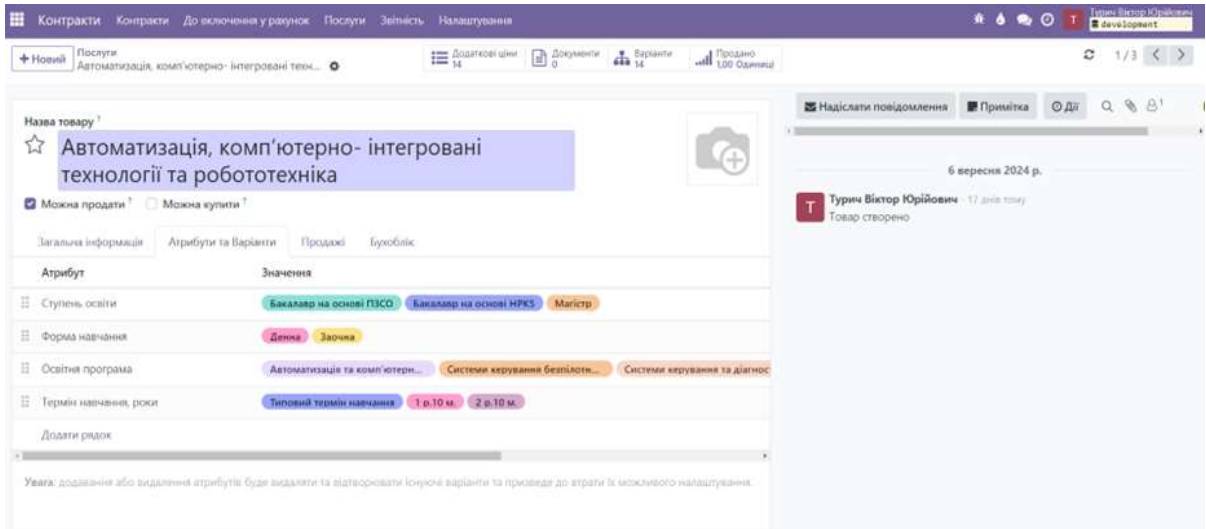 Контракти Контракти До включення у рахунок Послуги Звітність Налаштування
Т Турич Віктор Юрійович
development
+ Новий
Послуги
Автоматизація, комп'ютерно- інтегровані техн...
Додаткові ціни
14
Документи
0
Варіанти
14
Продано
1,00 Одиниці
1/3
Надіслати повідомлення Примітка Дії 1
Назва товару ?
Автоматизація, комп'ютерно- інтегровані
технології та робототехніка
Можна продати ? Можна купити ?
6 вересня 2024 р.
Т Турич Віктор Юрійович - 17 днів тому
Товар створено
Загальна інформація Атрибути та Варіанти Продажі Бухоблік
Атрибут Значення
Ступень освіти Бакалавр на основі ПЗСО Бакалавр на основі НРК5 Магістр
Форма навчання Денна Заочна
Освітня програма Автоматизація та комп'ютерн... Системи керування безпілотн... Системи керування та діагнос
Термін навчання, роки Типовий термін навчання 1 р.10 м. 2 р.10 м.
Додати рядок
Увага: додавання або видалення атрибутів буде видаляти та відтворювати існуючі варіанти та призведе до втрати їх можливого налаштування.